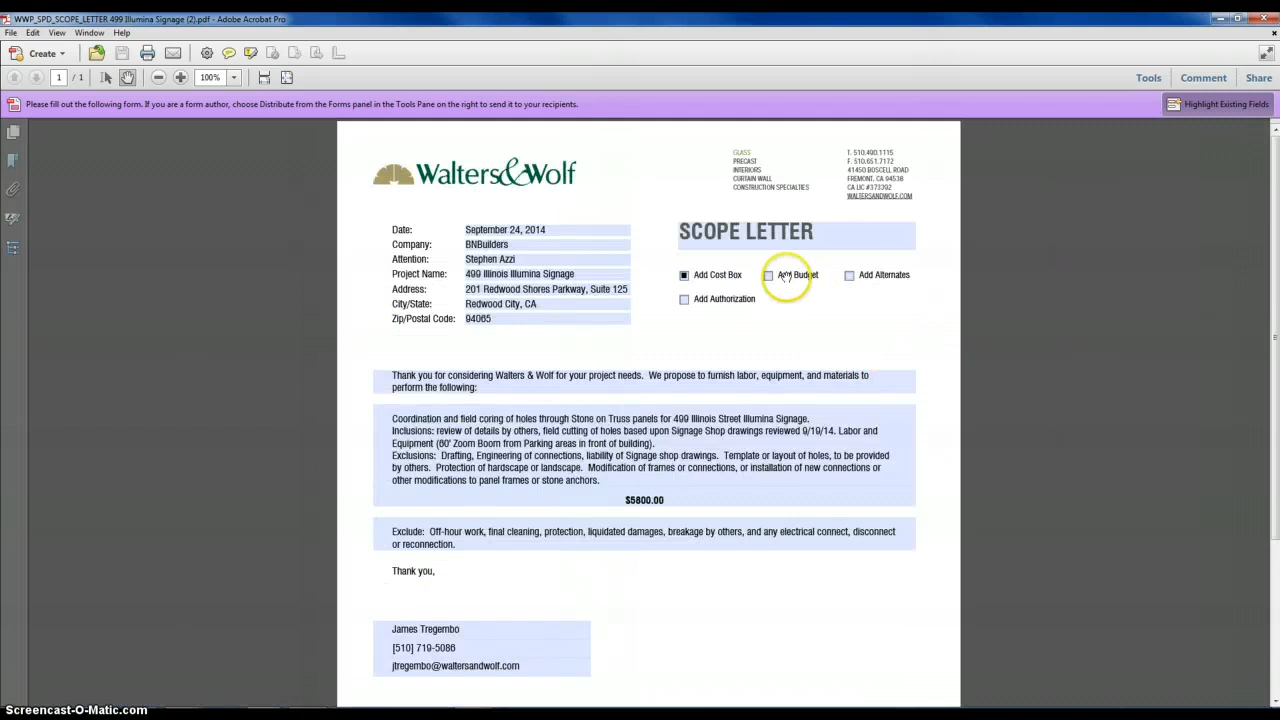 WWP_SPD_SCOPE_LETTER 499 Illumina Signage (2).pdf - Adobe Acrobat Pro
File Edit View Window Help
Create
1 / 1 100% Tools Comment Share
Please fill out the following form. If you are a form author, choose Distribute from the Forms panel in the Tools Pane on the right to send it to your recipients. Highlight Existing Fields
Walters&Wolf
GLASS
PRECAST
INTERIORS
CURTAIN WALL
CONSTRUCTION SPECIALTIES
T. 510.490.1115
F. 510.651.7172
41450 BOSCELL ROAD
FREMONT. CA 94538
CA LIC #373392
WALTERSANDWOLF.COM
Date: September 24, 2014
Company: BNBuilders
Attention: Stephen Azzi
Project Name: 499 Illinois Illumina Signage
Address: 201 Redwood Shores Parkway, Suite 125
City/State: Redwood City, CA
Zip/Postal Code: 94065
SCOPE LETTER
Add Cost Box Add Budget Add Alternates
Add Authorization
Thank you for considering Walters & Wolf for your project needs. We propose to furnish labor, equipment, and materials to
perform the following:
Coordination and field coring of holes through Stone on Truss panels for 499 Illinois Street Illumina Signage.
Inclusions: review of details by others, field cutting of holes based upon Signage Shop drawings reviewed 9/19/14. Labor and
Equipment (60' Zoom Boom from Parking areas in front of building).
Exclusions: Drafting, Engineering of connections, liability of Signage shop drawings. Template or layout of holes, to be provided
by others. Protection of hardscape or landscape. Modification of frames or connections, or installation of new connections or
other modifications to panel frames or stone anchors.
$5800.00
Exclude: Off-hour work, final cleaning, protection, liquidated damages, breakage by others, and any electrical connect, disconnect
or reconnection.
Thank you,
James Tregembo
[510] 719-5086
jtregembo@waltersandwolf.com
Screencast-O-Matic.com